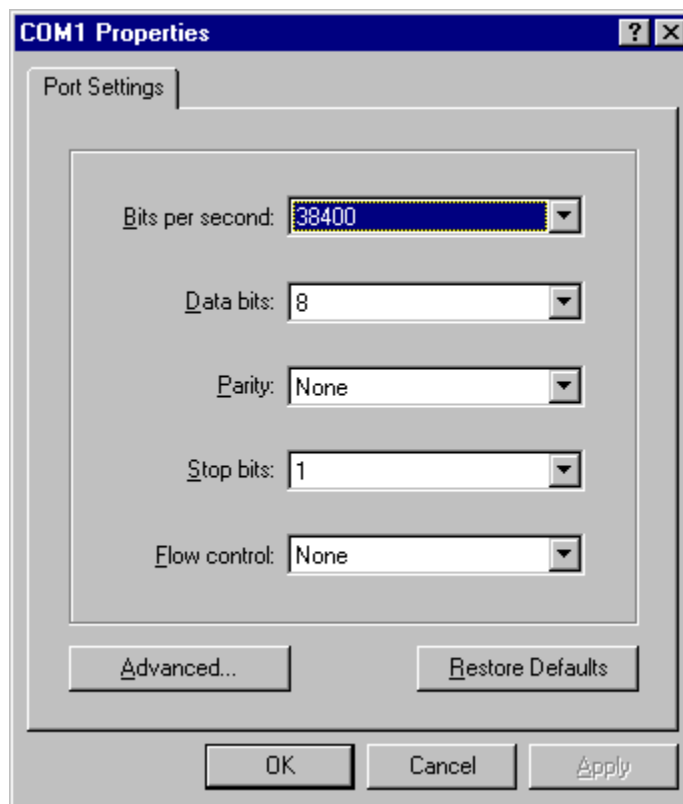 COM1 Properties
Port Settings
Bits per second: 38400
Data bits: 8
Parity: None
Stop bits: 1
Flow control: None
Advanced... Restore Defaults
OK Cancel Apply